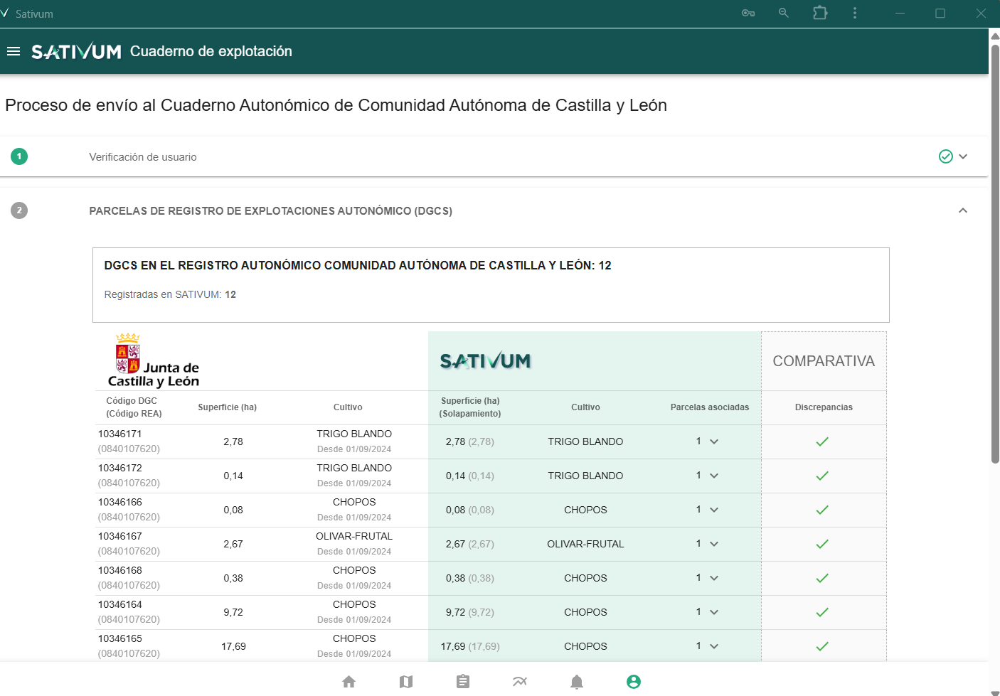 Sativum
SATIVUM Cuaderno de explotación
Proceso de envío al Cuaderno Autonómico de Comunidad Autónoma de Castilla y León
1 Verificación de usuario
2 PARCELAS DE REGISTRO DE EXPLOTACIONES AUTONÓMICO (DGCS)
DGCS EN EL REGISTRO AUTONÓMICO COMUNIDAD AUTÓNOMA DE CASTILLA Y LEÓN: 12
Registradas en SATIVUM: 12
Junta de
Castilla y León
SATIVUM
COMPARATIVA
Código DGC
(Código REA)
Superficie (ha)
Cultivo
Superficie (ha)
(Solapamiento)
Cultivo
Parcelas asociadas
Discrepancias
10346171
(0840107620)
2,78
TRIGO BLANDO
Desde 01/09/2024
2,78 (2,78)
TRIGO BLANDO
1
10346172
(0840107620)
0,14
TRIGO BLANDO
Desde 01/09/2024
0,14 (0,14)
TRIGO BLANDO
1
10346166
(0840107620)
0,08
CHOPOS
Desde 01/09/2024
0,08 (0,08)
CHOPOS
1
10346167
(0840107620)
2,67
OLIVAR-FRUTAL
Desde 01/09/2024
2,67 (2,67)
OLIVAR-FRUTAL
1
10346168
(0840107620)
0,38
CHOPOS
Desde 01/09/2024
0,38 (0,38)
CHOPOS
1
10346164
(0840107620)
9,72
CHOPOS
Desde 01/09/2024
9,72 (9,72)
CHOPOS
1
10346165
(0840107620)
17,69
CHOPOS
Desde 01/09/2024
17,69 (17,69)
CHOPOS
1